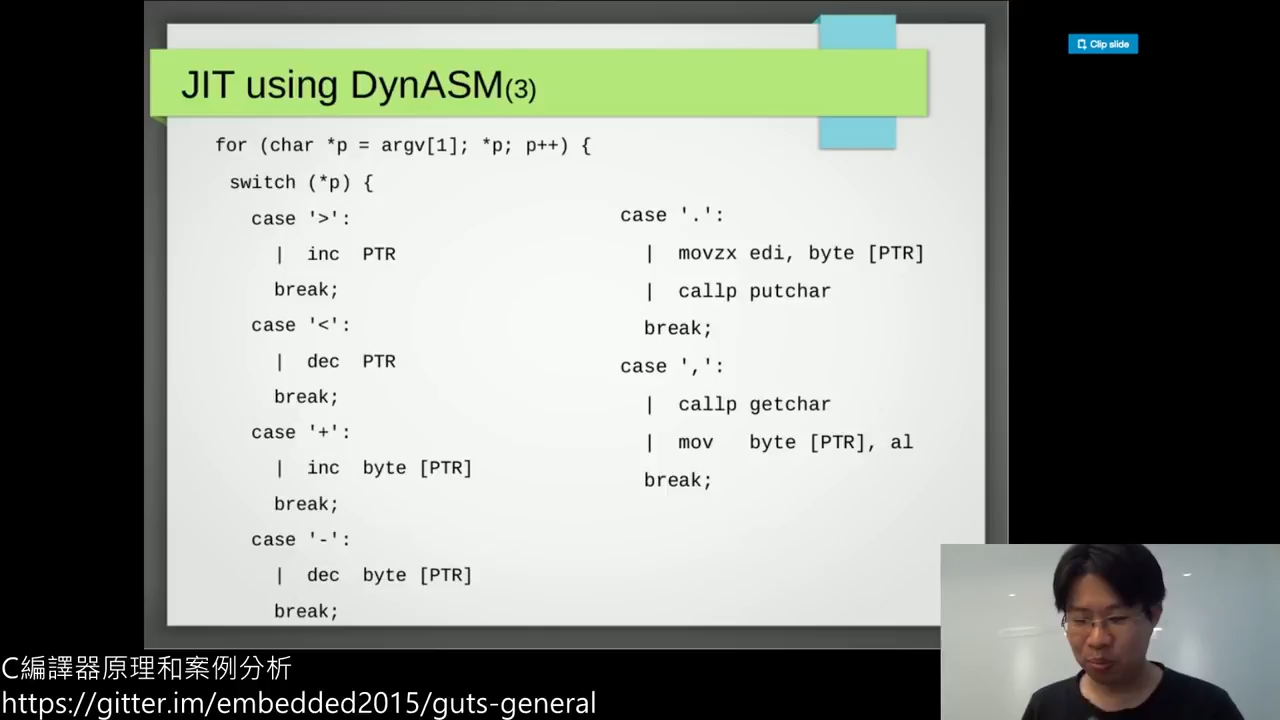 Clip slide
JIT using DynASM(3)
for (char *p = argv[1]; *p; p++) {
switch (*p) {
case '>':
| inc PTR
break;
case '<':
| dec PTR
break;
case '+':
| inc byte [PTR]
break;
case '-':
| dec byte [PTR]
break;
case '.':
| movzx edi, byte [PTR]
| callp putchar
break;
case ',':
| callp getchar
| mov byte [PTR], al
break;
C編譯器原理和案例分析
https://gitter.im/embedded2015/guts-general